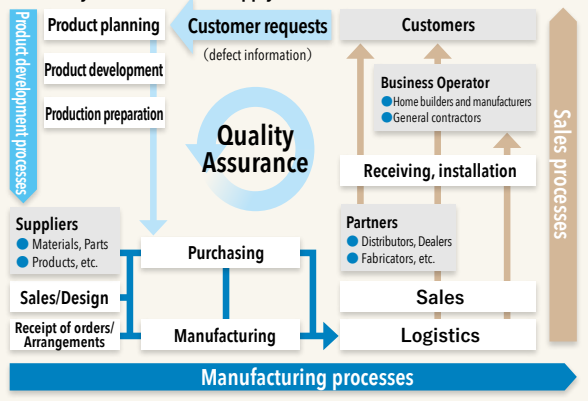 Product planning
Product development
Production preparation
Product development processes
Customer requests
(defect information)
Customers
Business Operator
●Home builders and manufacturers
●General contractors
Quality
Assurance
Receiving, installation
Sales processes
Suppliers
● Materials, Parts
● Products, etc.
Partners
● Distributors, Dealers
● Fabricators, etc.
Purchasing
Sales/Design
Sales
Receipt of orders/
Arrangements
Manufacturing
Logistics
Manufacturing processes